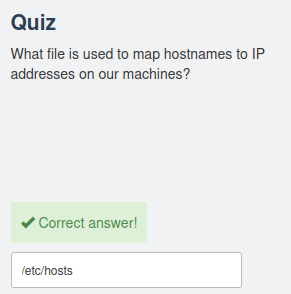 Quiz
What file is used to map hostnames to IP
addresses on our machines?
✔ Correct answer!
/etc/hosts